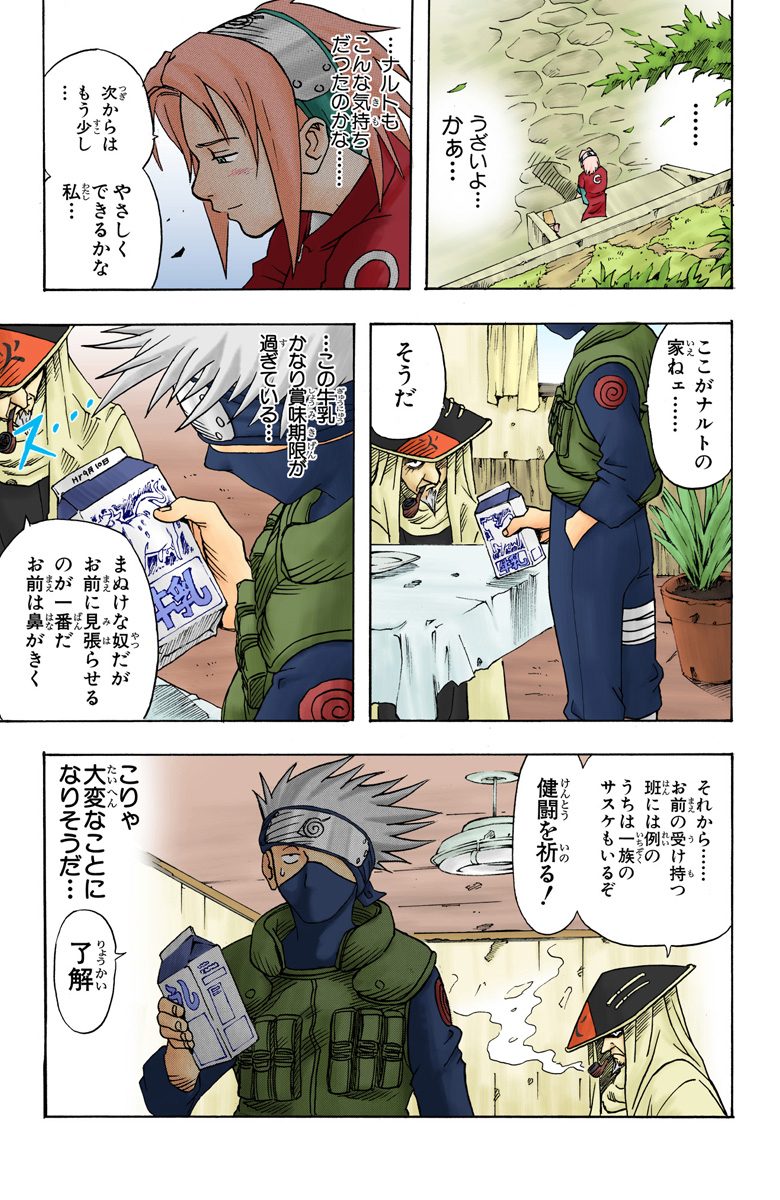 ………
うざいよ…
かぁ…
…ナルトも
こんな気持ち
だったのかな………
次からは
もう少し
…
やさしく
できるかな
私…
ここがナルトの
家ねェ……
そうだ
…この牛乳
かなり賞味期限が
過ぎている…
ス…
牛乳
まぬけな奴だが
お前に見張らせる
のが一番だ
お前は鼻がきく
それから……
お前の受け持つ
班には例の
うちは一族の
サスケもいるぞ
健闘を祈る!
こりゃ
大変なことに
なりそうだ…
了解